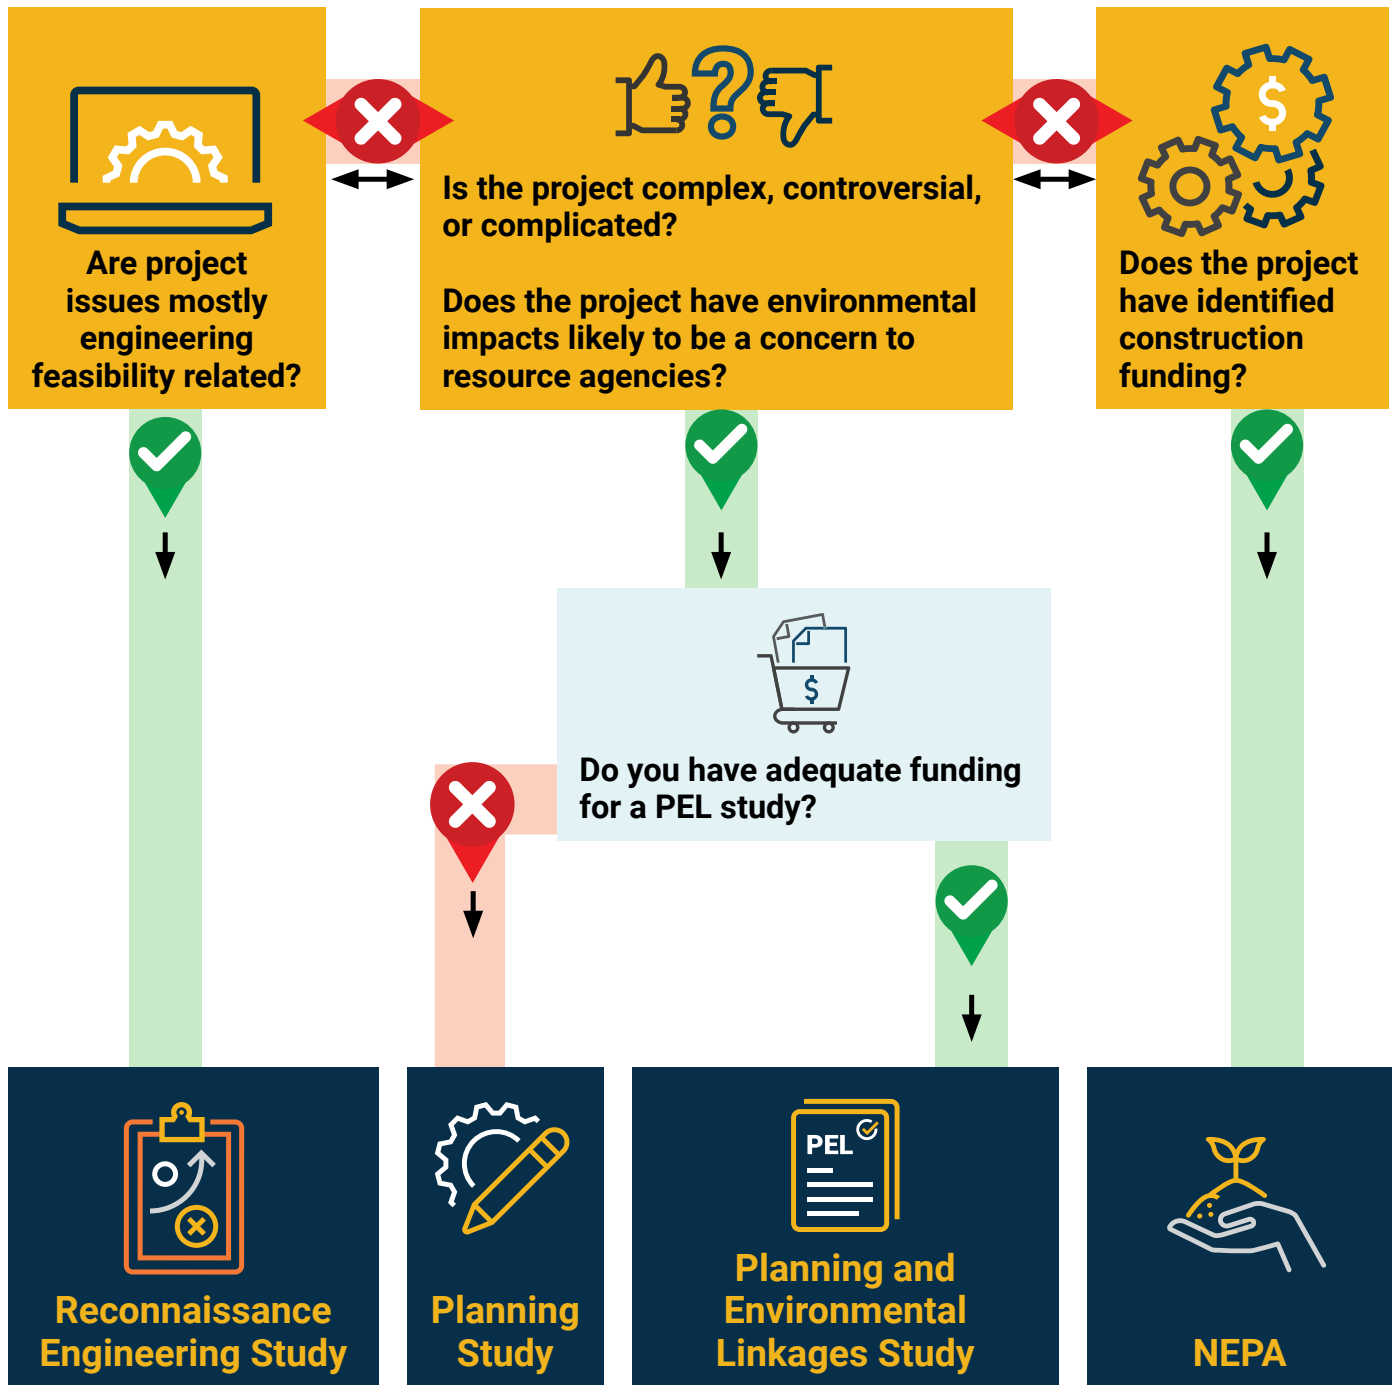 Are project
issues mostly
engineering
feasibility related?
Is the project complex, controversial,
or complicated?
Does the project have environmental
impacts likely to be a concern to
resource agencies?
$
Does the project
have identified
construction
funding?
$
Do you have adequate funding
for a PEL study?
Reconnaissance
Engineering Study
Planning
Study
PEL
Planning and
Environmental
Linkages Study
NEPA